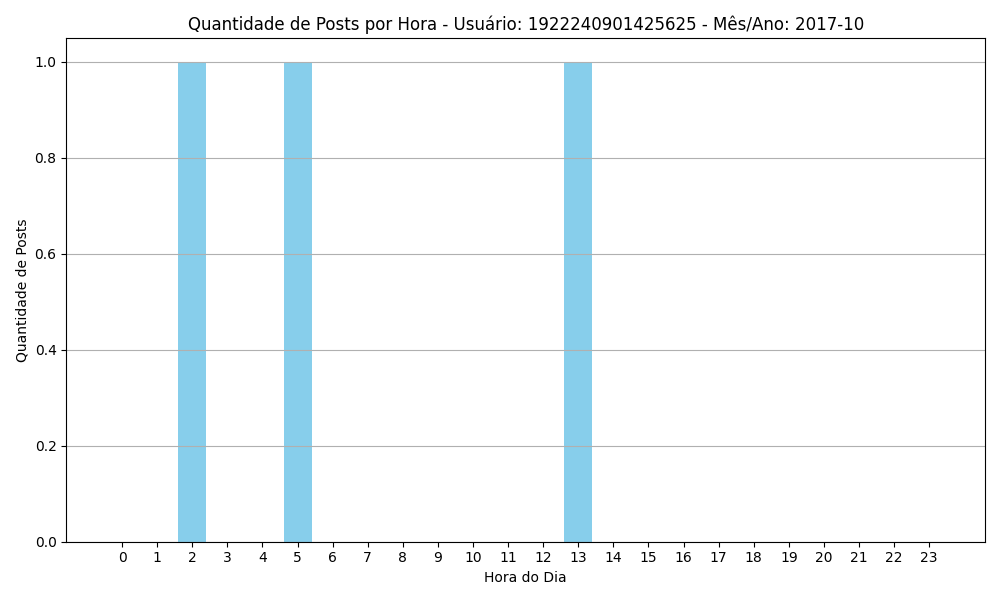 Quantidade de Posts por Hora - Usuário: 1922240901425625 - Mês/Ano: 2017-10
Quantidade de Posts
1.0
0.8
0.6
0.4
0.2
0.0
0 1 2 3 4 5 6 7 8 9 10 11 12 13 14 15 16 17 18 19 20 21 22 23
Hora do Dia